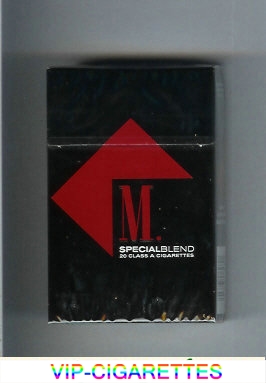 M.
SPECIALBLEND
20 CLASS A CIGARETTES
VIP-CIGARETTES